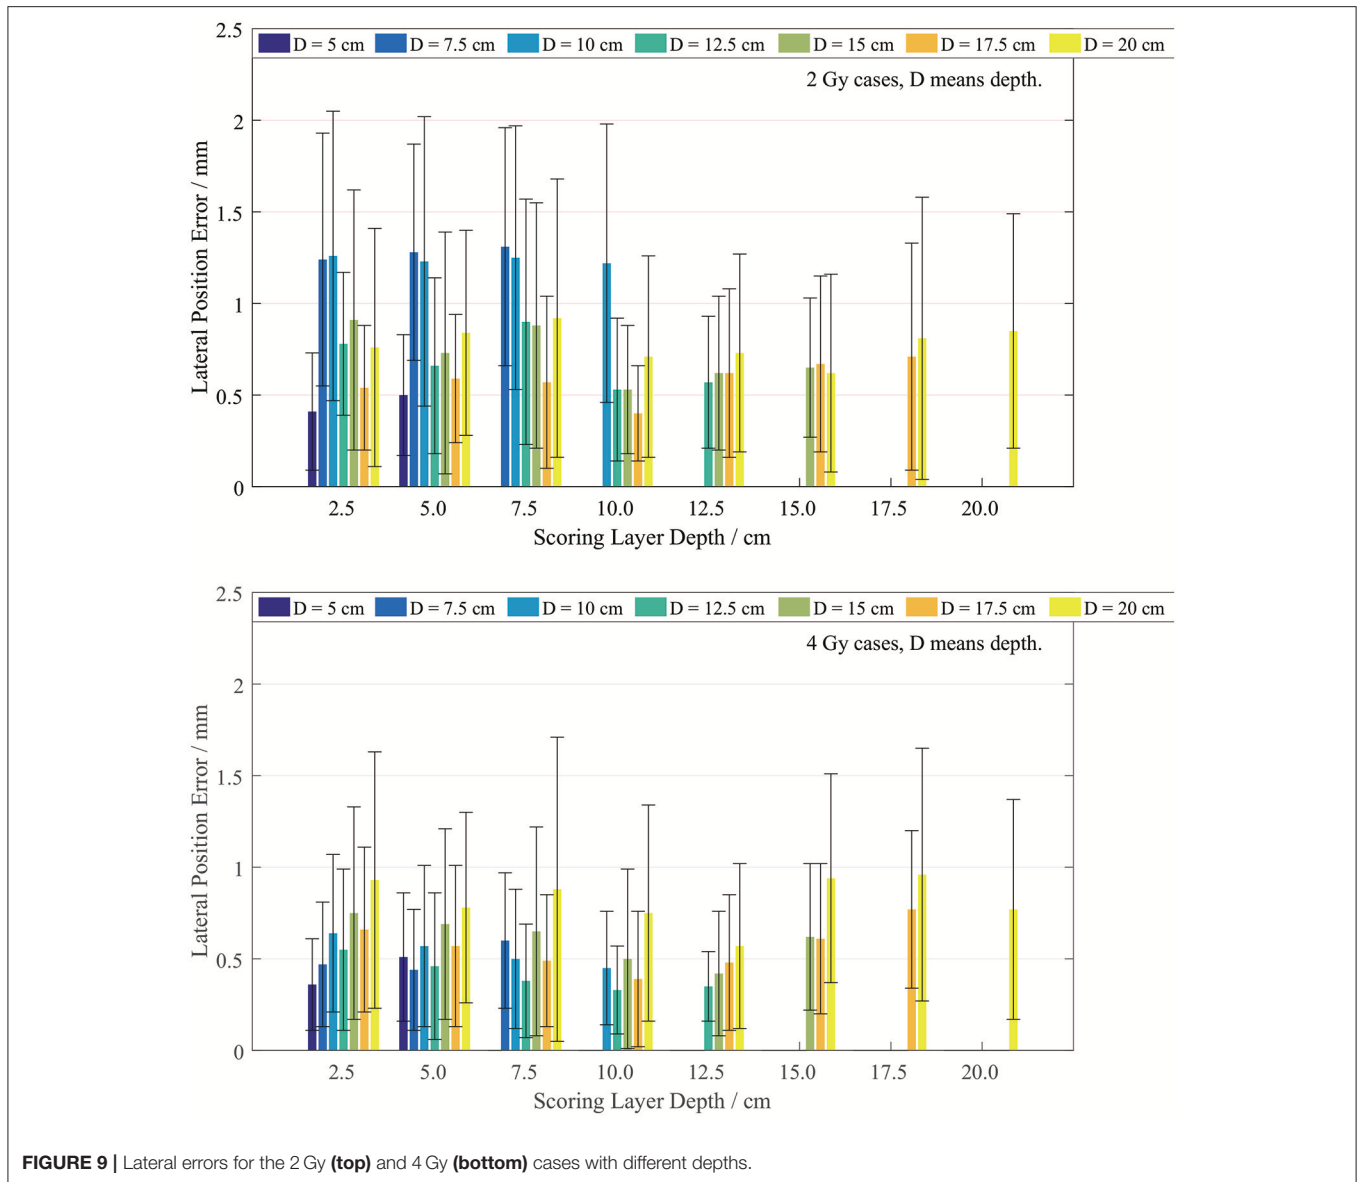 2.5
D = 5 cm D = 7.5 cm D = 10 cm D = 12.5 cm D = 15 cm D = 17.5 cm D = 20 cm
2 Gy cases, D means depth.
2
1.5
1
0.5
0
Lateral Position Error / mm
2.5 5.0 7.5 10.0 12.5 15.0 17.5 20.0
Scoring Layer Depth / cm
2.5
D = 5 cm D = 7.5 cm D = 10 cm D = 12.5 cm D = 15 cm D = 17.5 cm D = 20 cm
4 Gy cases, D means depth.
2
1.5
1
0.5
0
Lateral Position Error / mm
2.5 5.0 7.5 10.0 12.5 15.0 17.5 20.0
Scoring Layer Depth / cm
FIGURE 9 | Lateral errors for the 2 Gy (top) and 4 Gy (bottom) cases with different depths.